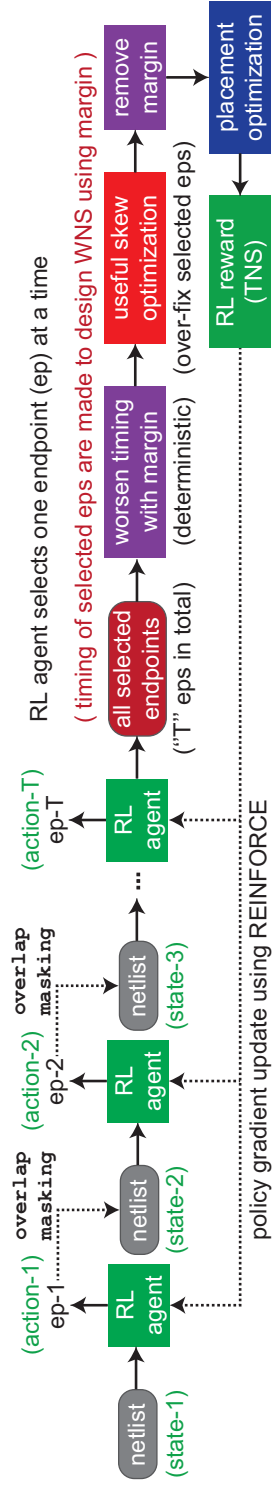 RL agent selects one endpoint (ep) at a time
( timing of selected eps are made to design WNS using margin )
(action-1)
ep-1
overlap
masking
(action-2)
ep-2
overlap
masking
(action-T)
ep-T
netlist
(state-1)
RL
agent
netlist
(state-2)
RL
agent
netlist
(state-3)
...
RL
agent
all selected
endpoints
("T" eps in total)
worsen timing
with margin
(deterministic)
useful skew
optimization
(over-fix selected eps)
remove
margin
placement
optimization
RL reward
(TNS)
policy gradient update using REINFORCE